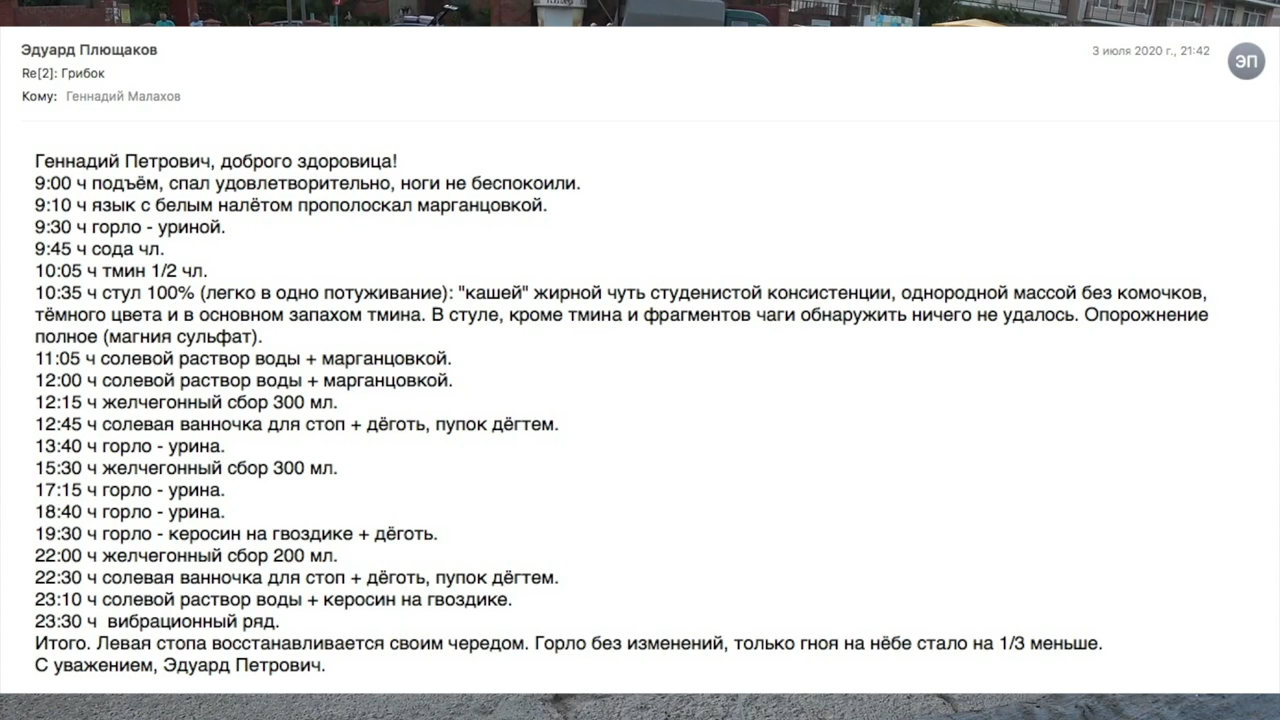 Эдуард Плющаков
3 июля 2020 г., 21:42
ЭП
Re[2]: Грибок
Кому: Геннадий Малахов
Геннадий Петрович, доброго здоровица!
9:00 ч подъём, спал удовлетворительно, ноги не беспокоили.
9:10 ч язык с белым налётом прополоскал марганцовкой.
9:30 ч горло - уриной.
9:45 ч сода чл.
10:05 ч тмин 1/2 чл.
10:35 ч стул 100% (легко в одно потуживание): "кашей" жирной чуть студенистой консистенции, однородной массой без комочков,
тёмного цвета и в основном запахом тмина. В стуле, кроме тмина и фрагментов чаги обнаружить ничего не удалось. Опорожнение
полное (магния сульфат).
11:05 ч солевой раствор воды + марганцовкой.
12:00 ч солевой раствор воды + марганцовкой.
12:15 ч желчегонный сбор 300 мл.
12:45 ч солевая ванночка для стоп + дёготь, пупок дёгтем.
13:40 ч горло - урина.
15:30 ч желчегонный сбор 300 мл.
17:15 ч горло - урина.
18:40 ч горло - урина.
19:30 ч горло - керосин на гвоздике + дёготь.
22:00 ч желчегонный сбор 200 мл.
22:30 ч солевая ванночка для стоп + дёготь, пупок дёгтем.
23:10 ч солевой раствор воды + керосин на гвоздике.
23:30 ч  вибрационный ряд.
Итого. Левая стопа восстанавливается своим чередом. Горло без изменений, только гноя на нёбе стало на 1/3 меньше.
С уважением, Эдуард Петрович.